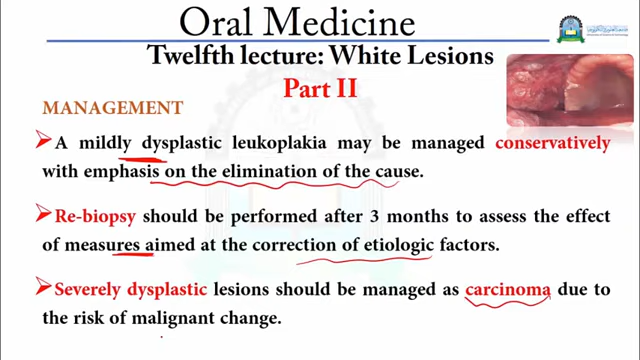 Oral Medicine
Twelfth lecture: White Lesions
Part II
MANAGEMENT
A mildly dysplastic leukoplakia may be managed conservatively
with emphasis on the elimination of the cause.
Re-biopsy should be performed after 3 months to assess the effect
of measures aimed at the correction of etiologic factors.
Severely dysplastic lesions should be managed as carcinoma due to
the risk of malignant change.